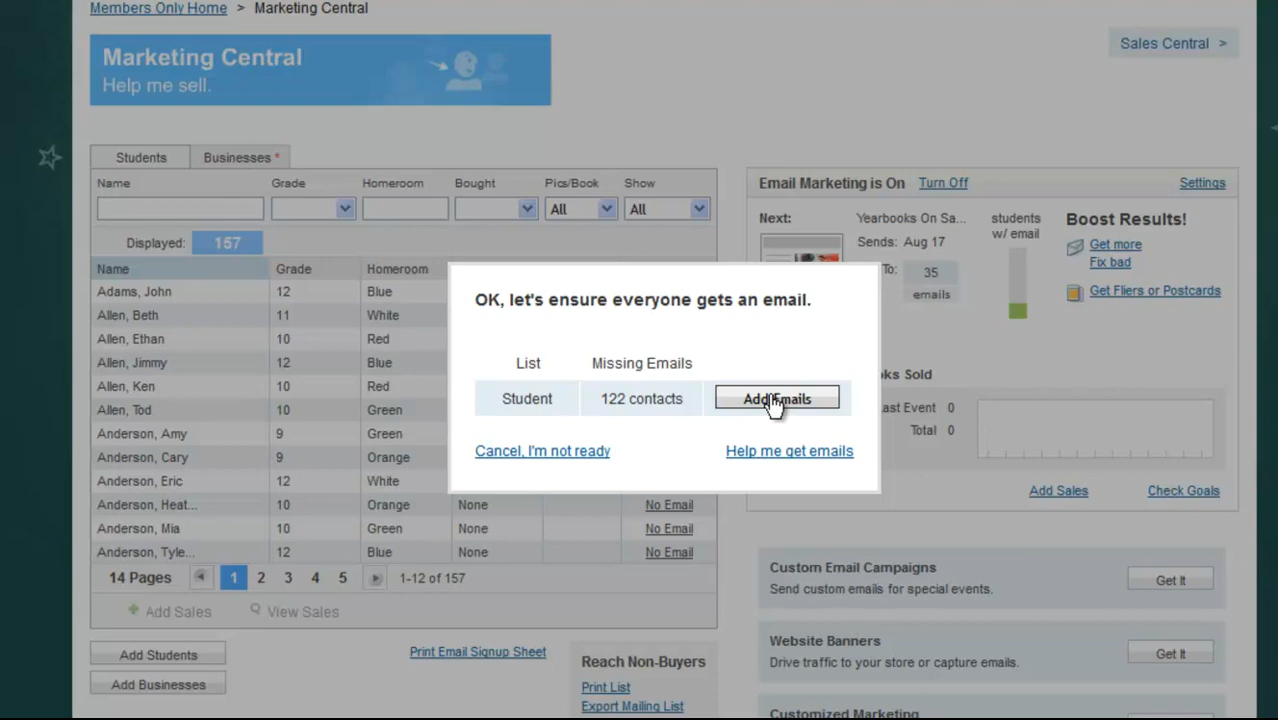 Members Only Home > Marketing Central
Marketing Central
Help me sell.
Sales Central >
Students Businesses *
Name Grade Homeroom Bought Pics/Book Show
All All
Displayed: 157
Name Grade Homeroom
Adams, John 12 Blue
Allen, Beth 11 White
Allen, Ethan 10 Red
Allen, Jimmy 12 Blue
Allen, Ken 10 Red
Allen, Tod 10 Green
Anderson, Amy 9 Green
Anderson, Cary 9 Orange
Anderson, Eric 12 White
Anderson, Heat... 10 Orange None No Email
Anderson, Mia 10 Green None No Email
Anderson, Tyle... 12 Blue None No Email
14 Pages 1 2 3 4 5 1-12 of 157
Add Sales View Sales
Add Students
Add Businesses
Print Email Signup Sheet
Reach Non-Buyers
Print List
Export Mailing List
OK, let's ensure everyone gets an email.
List Missing Emails
Student 122 contacts Add Emails
Cancel, I'm not ready Help me get emails
Email Marketing is On Turn Off Settings
Next: Yearbooks On Sa...
Sends: Aug 17
To: 35
emails
students
w/ email
Boost Results!
Get more
Fix bad
Get Fliers or Postcards
ks Sold
ast Event 0
Total 0
Add Sales Check Goals
Custom Email Campaigns
Send custom emails for special events.
Get It
Website Banners
Drive traffic to your store or capture emails.
Get It
Customized Marketing